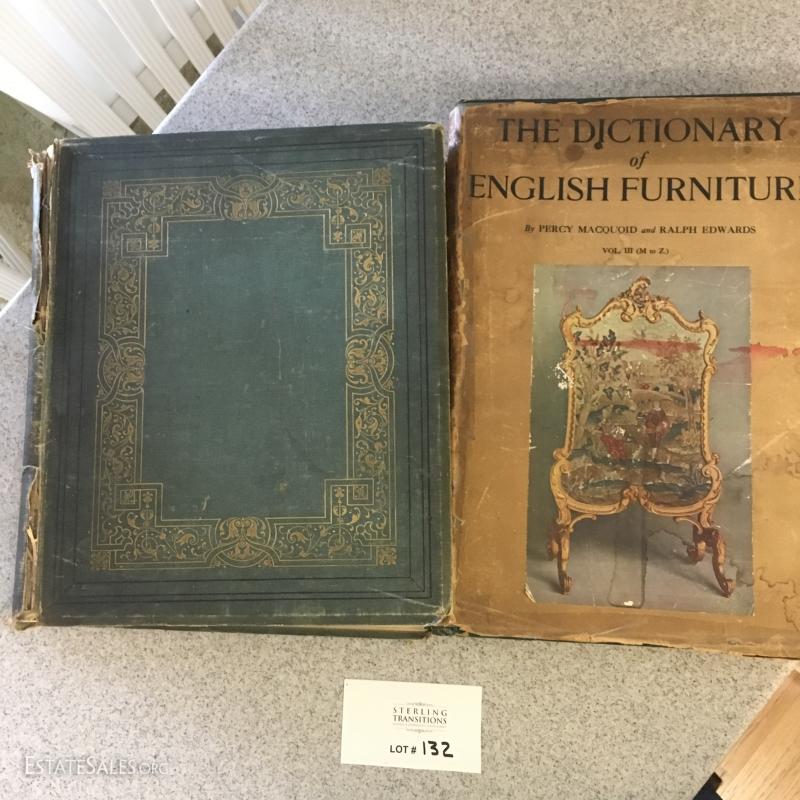 THE DICTIONARY
of
ENGLISH FURNITUR
By PERCY MACQUOID and RALPH EDWARDS
VOL. III (M to Z.)
STERLING
TRANSITIONS
LOT # 132
ESTATESALES.ORG